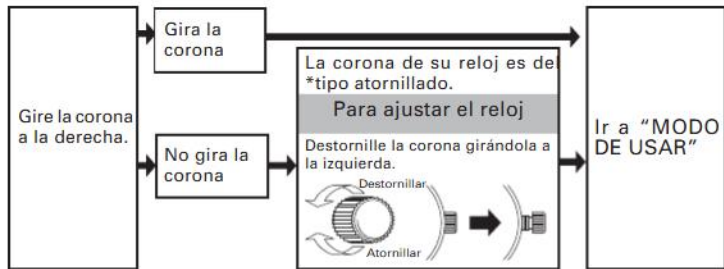 Gire la corona
a la derecha.
Gira la
corona
No gira la
corona
La corona de su reloj es del
*tipo atornillado.
Para ajustar el reloj
Destornille la corona girándola a
la izquierda.
Destornillar
Atornillar
Ir a “MODO
DE USAR”